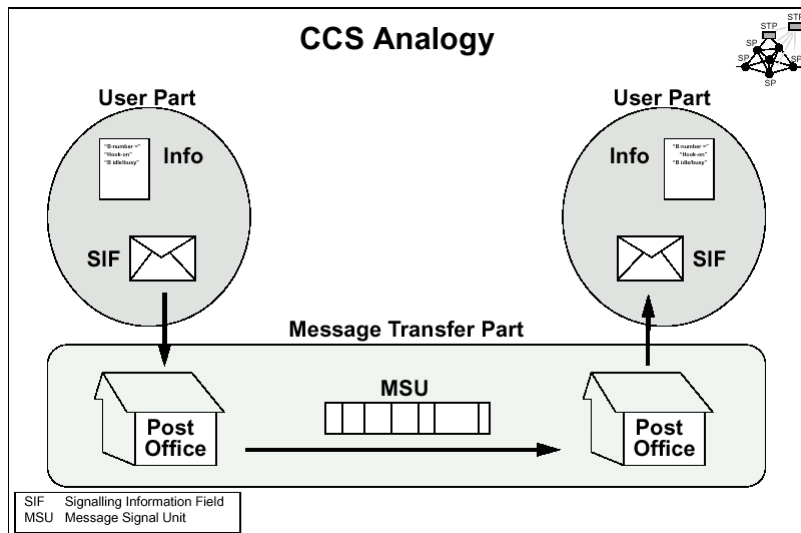 CCS Analogy
STP
STP
SP
SP
SP
SP
SP
User Part
User Part
"B-number ="
"Hook-on"
"B idle/busy"
Info
Info
"B-number ="
"Hook-on"
"B idle/busy"
SIF
SIF
Message Transfer Part
MSU
Post
Office
Post
Office
SIF Signalling Information Field
MSU Message Signal Unit